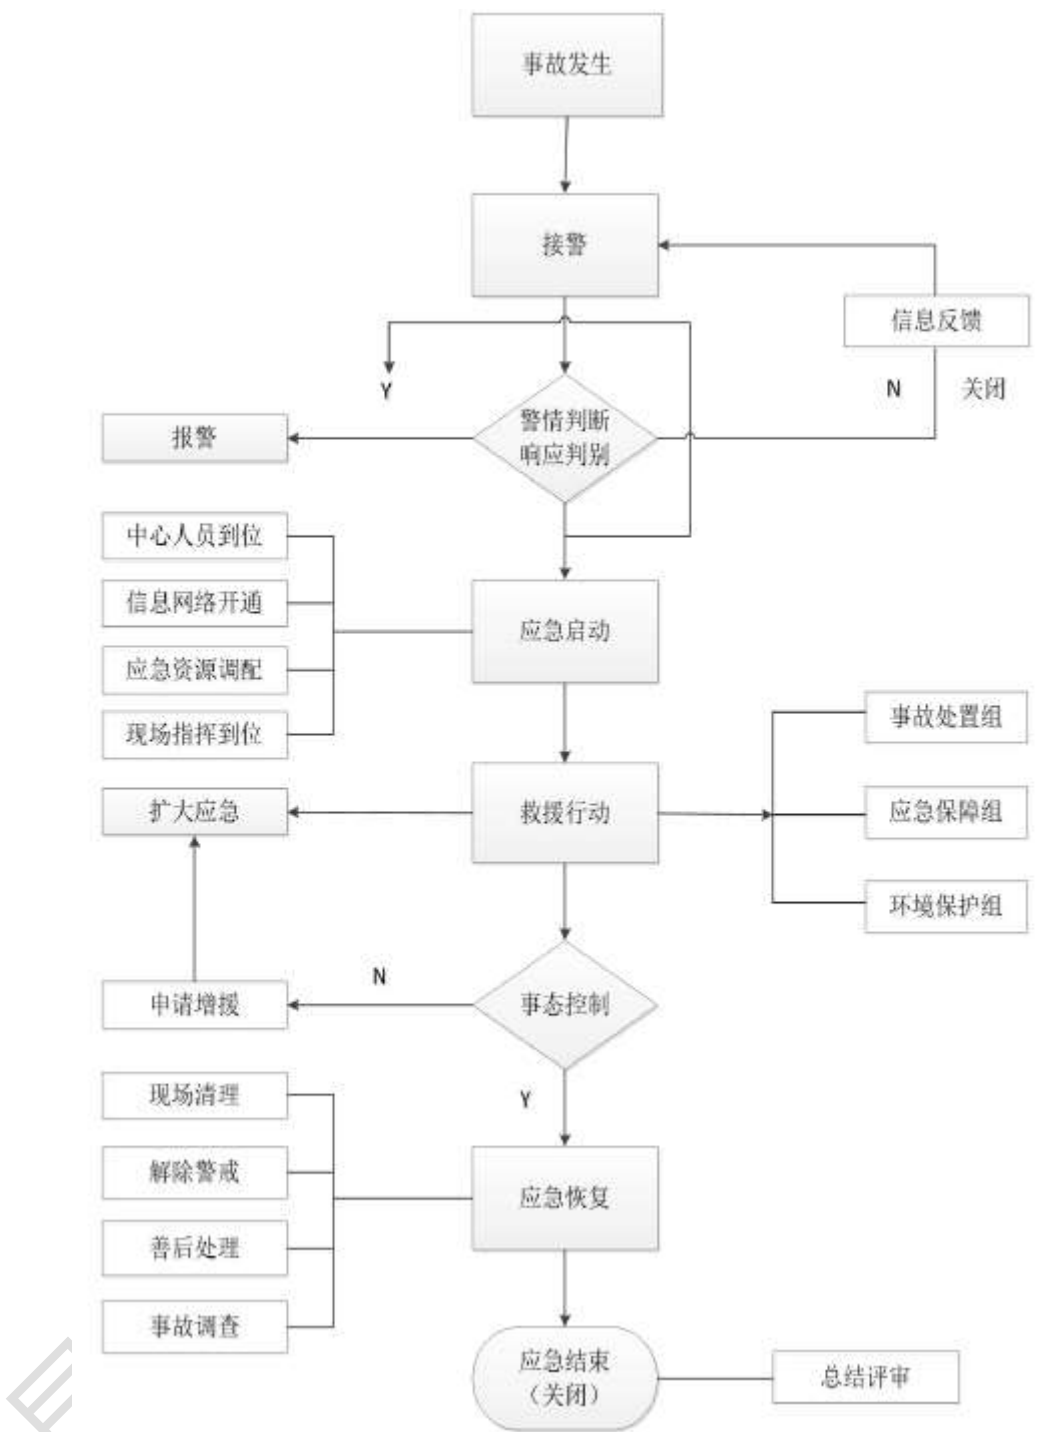 事故发生
接警
信息反馈
Y
N
关闭
警情判断
响应判别
报警
中心人员到位
信息网络开通
应急启动
应急资源调配
现场指挥到位
事故处置组
扩大应急
救援行动
应急保障组
环境保护组
N
申请增援
事态控制
现场清理
Y
解除警戒
应急恢复
善后处理
事故调查
应急结束
（关闭）
总结评审